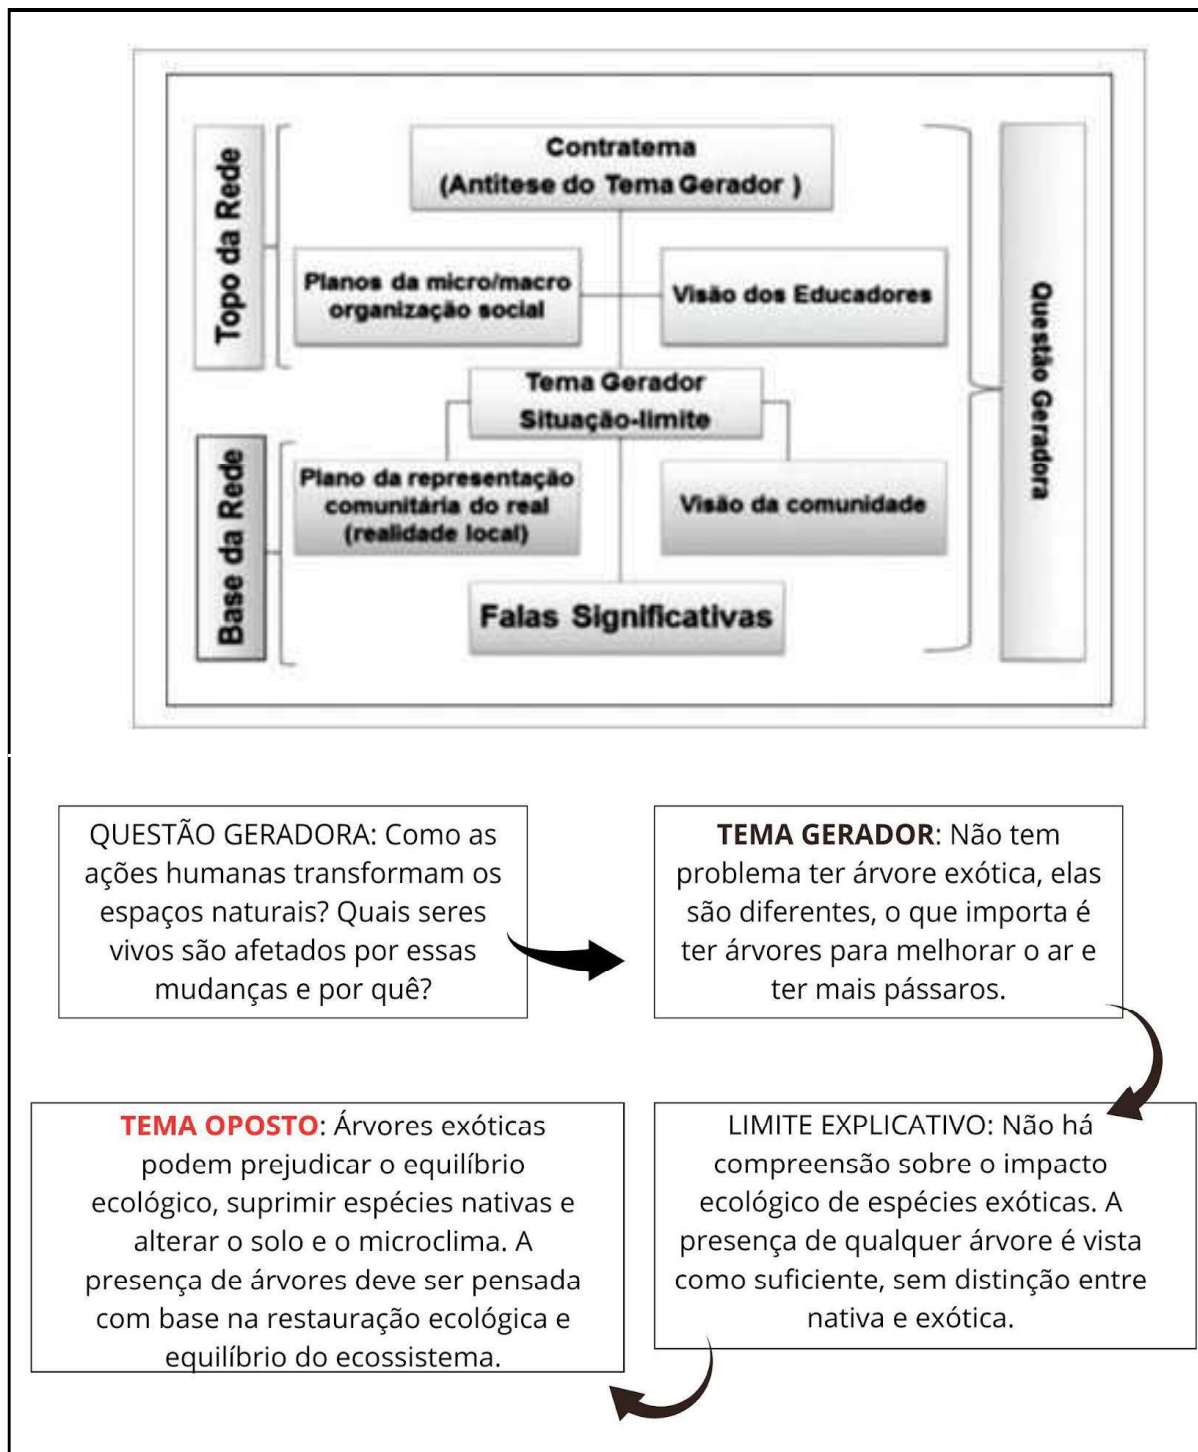 Topo da Rede
Contratema
(Antítese do Tema Gerador )
Planos da micro/macro
organização social
Visão dos Educadores
Tema Gerador
Situação-limite
Base da Rede
Plano da representação
comunitária do real
(realidade local)
Visão da comunidade
Falas Significativas
Questão Geradora
QUESTÃO GERADORA: Como as
ações humanas transformam os
espaços naturais? Quais seres
vivos são afetados por essas
mudanças e por quê?
TEMA GERADOR: Não tem
problema ter árvore exótica, elas
são diferentes, o que importa é
ter árvores para melhorar o ar e
ter mais pássaros.
TEMA OPOSTO: Árvores exóticas
podem prejudicar o equilíbrio
ecológico, suprimir espécies nativas e
alterar o solo e o microclima. A
presença de árvores deve ser pensada
com base na restauração ecológica e
equilíbrio do ecossistema.
LIMITE EXPLICATIVO: Não há
compreensão sobre o impacto
ecológico de espécies exóticas. A
presença de qualquer árvore é vista
como suficiente, sem distinção entre
nativa e exótica.